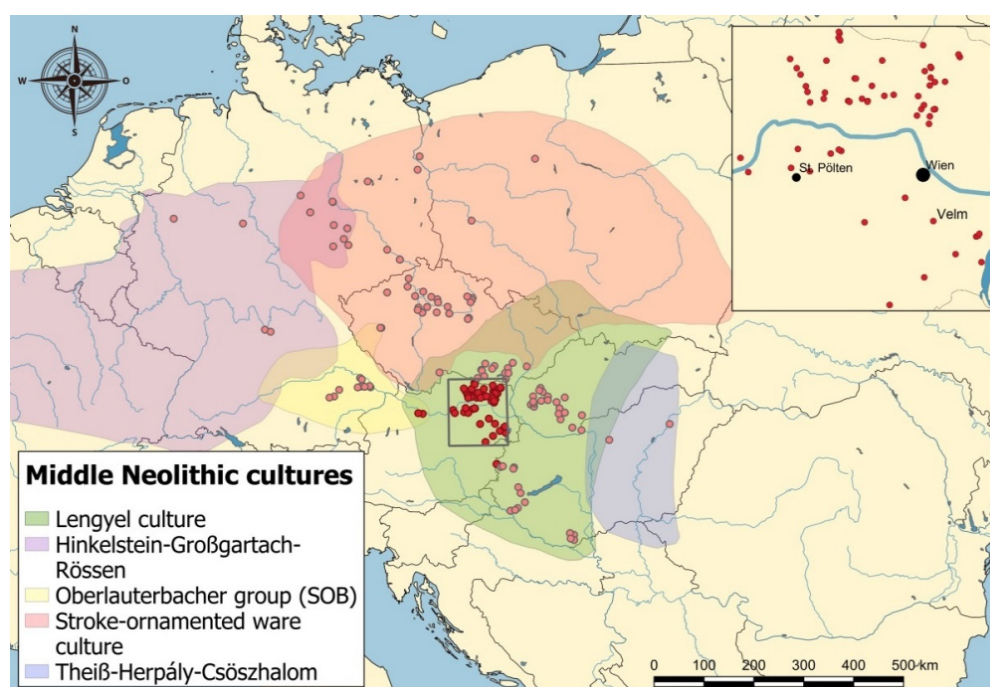 N
W
O
S
St. Pölten
Wien
Velm
Middle Neolithic cultures
Lengyel culture
Hinkelstein-Großgartach-
Rössen
Oberlauterbacher group (SOB)
Stroke-ornamented ware
culture
Theiß-Herpály-Csöszhalom
0 100 200 300 400 500 km